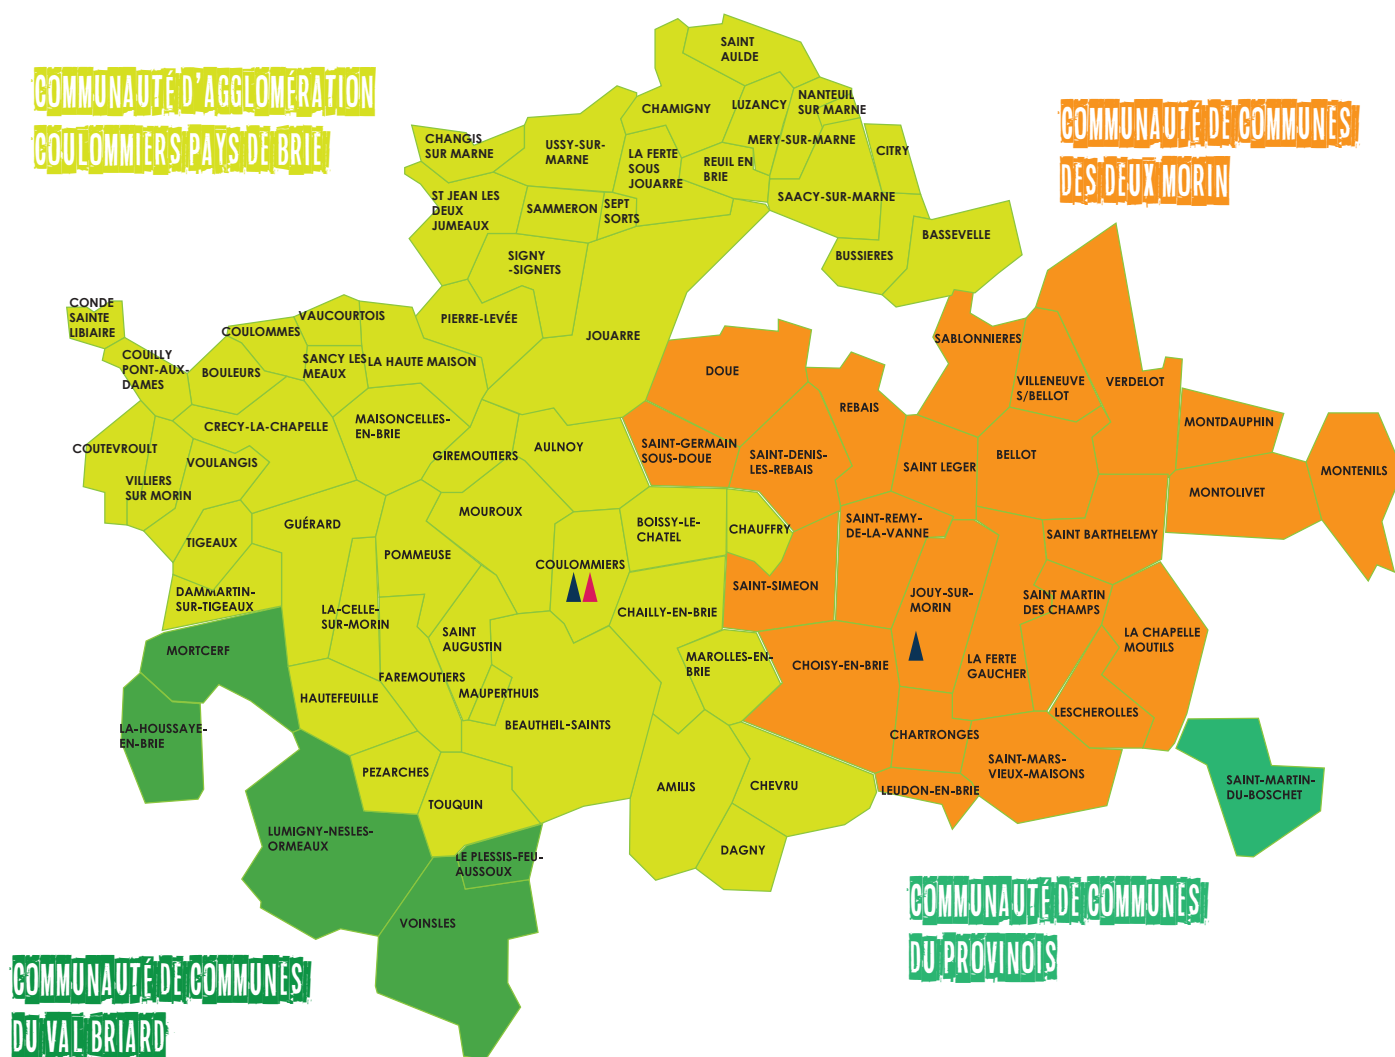 COMMUNAUTÉ D'AGGLOMÉRATION
COULOMMIERS PAYS DE BRIE
COMMUNAUTÉ DE COMMUNES
DES DEUX MORIN
SAINT
AULDE
CHAMIGNY
LUZANCY
NANTEUIL
SUR MARNE
MERY-SUR-MARNE
CITRY
CHANGIS
SUR MARNE
USSY-SUR-
MARNE
LA FERTE
SOUS
JOUARRE
REUIL EN
BRIE
SAACY-SUR-MARNE
ST JEAN LES
DEUX
JUMEAUX
SAMMERON
SEPT
SORTS
BASSEVELLE
BUSSIERES
SIGNY
-SIGNETS
CONDE
SAINTE
LIBIAIRE
VAUCOURTOIS
COULOMMES
PIERRE-LEVÉE
JOUARRE
COUILLY
PONT-AUX-
DAMES
BOULEURS
SANCY LES
MEAUX
LA HAUTE MAISON
CRECY-LA-CHAPELLE
MAISONCELLES-
EN-BRIE
COUTEVROULT
VOULANGIS
GIREMOUTIERS
AULNOY
VILLIERS
SUR MORIN
DOUE
REBAIS
SABLONNIERES
VILLENEUVE
S/BELLOT
VERDELOT
MONTDAUPHIN
SAINT-GERMAIN
SOUS-DOUE
SAINT-DENIS-
LES-REBAIS
SAINT LEGER
BELLOT
MONTENILS
MONTOLIVET
TIGEAUX
GUÉRARD
MOUROUX
BOISSY-LE-
CHATEL
CHAUFFRY
SAINT-REMY-
DE-LA-VANNE
SAINT BARTHELEMY
POMMEUSE
COULOMMIERS
DAMMARTIN-
SUR-TIGEAUX
LA-CELLE-
SUR-MORIN
CHAILLY-EN-BRIE
SAINT-SIMEON
JOUY-SUR-
MORIN
SAINT MARTIN
DES CHAMPS
SAINT
AUGUSTIN
LA CHAPELLE
MOUTILS
MORTCERF
MAROLLES-EN-
BRIE
CHOISY-EN-BRIE
LA FERTE
GAUCHER
FAREMOUTIERS
HAUTEFEUILLE
MAUPERTHUIS
BEAUTHEIL-SAINTS
LESCHEROLLES
LA-HOUSSAYE-
EN-BRIE
CHARTRONGES
SAINT-MARS-
VIEUX-MAISONS
PEZARCHES
TOUQUIN
AMILIS
CHEVRU
LEUDON-EN-BRIE
SAINT-MARTIN-
DU-BOSCHET
LUMIGNY-NESLES-
ORMEAUX
LE PLESSIS-FEU-
AUSSOUX
DAGNY
VOINSLES
COMMUNAUTÉ DE COMMUNES
DU PROVINOIS
COMMUNAUTÉ DE COMMUNES
DU VAL BRIARD